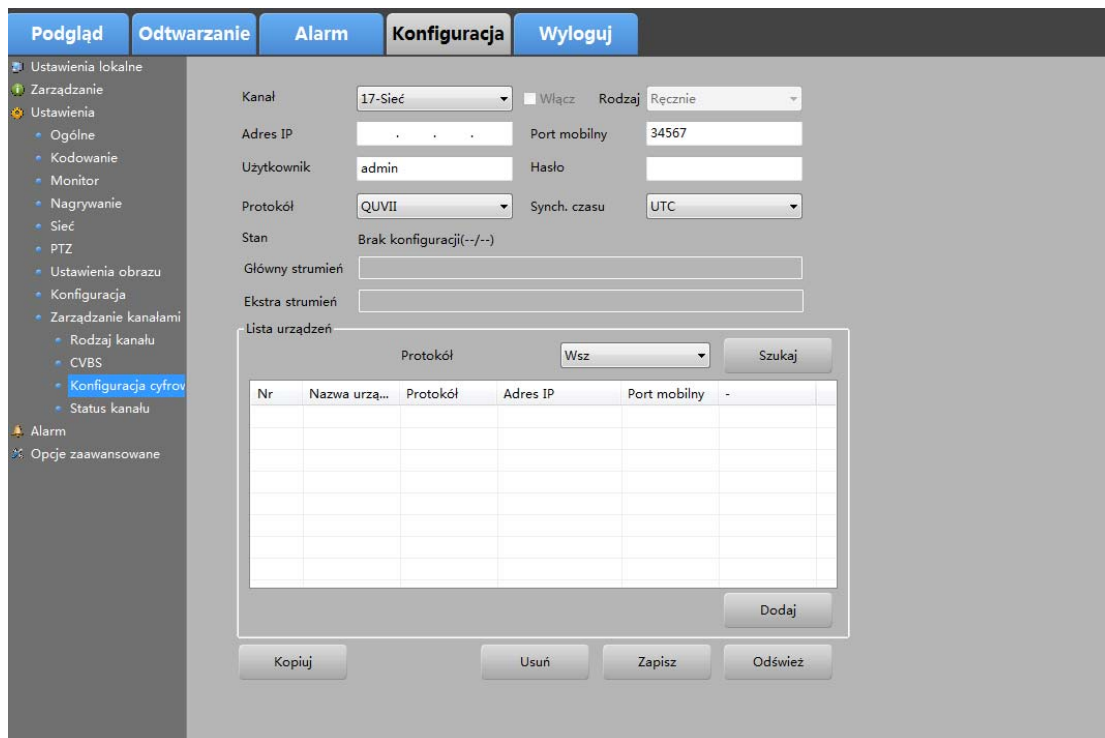 Podgląd Odtwarzanie Alarm Konfiguracja Wyloguj
Ustawienia lokalne
Zarządzanie
Ustawienia
Ogólne
Kodowanie
Monitor
Nagrywanie
Sieć
PTZ
Ustawienia obrazu
Konfiguracja
Zarządzanie kanałami
Rodzaj kanału
CVBS
Konfiguracja cyfrow
Status kanału
Alarm
Opcje zaawansowane
Kanał 17-Sieć Włącz Rodzaj Ręcznie
Adres IP . . . Port mobilny 34567
Użytkownik admin Hasło
Protokół QUVII Synch. czasu UTC
Stan Brak konfiguracji(--/--)
Główny strumień
Ekstra strumień
Lista urządzeń
Protokół Wsz Szukaj
Nr Nazwa urzą... Protokół Adres IP Port mobilny -
Dodaj
Kopiuj Usuń Zapisz Odśwież